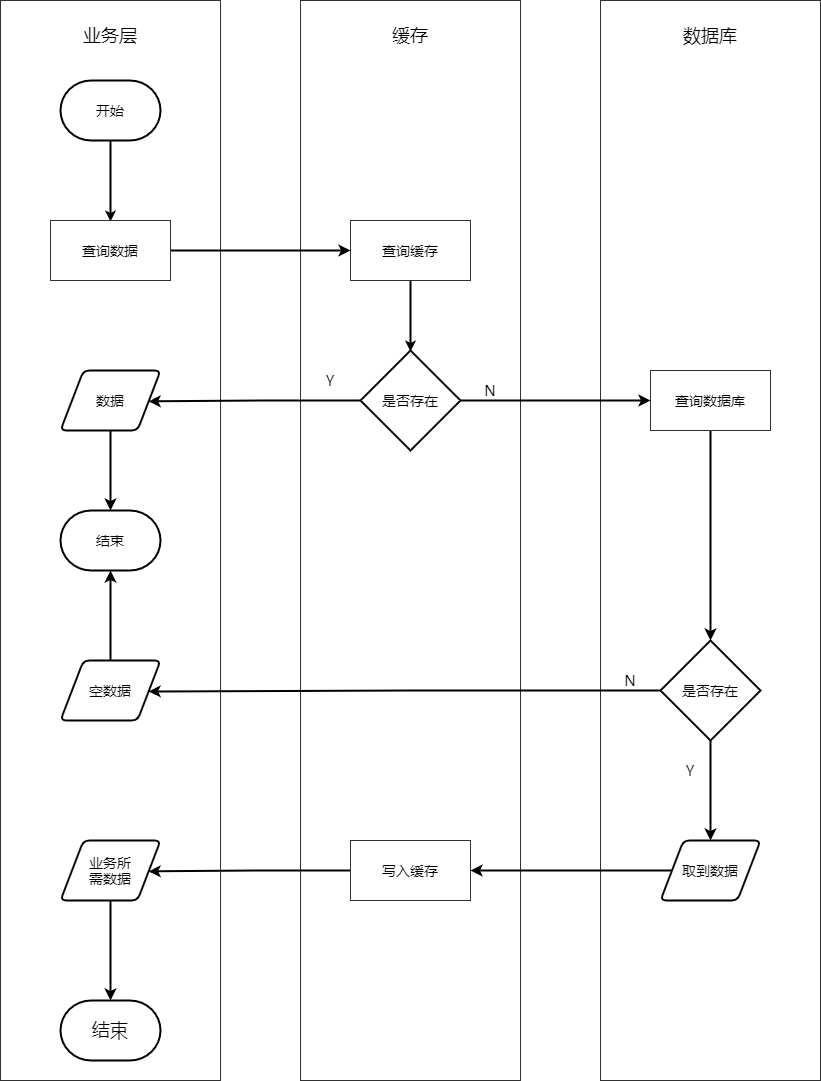 业务层
缓存
数据库
开始
查询数据
查询缓存
Y
N
数据
是否存在
查询数据库
结束
空数据
N
是否存在
Y
业务所
需数据
写入缓存
取到数据
结束